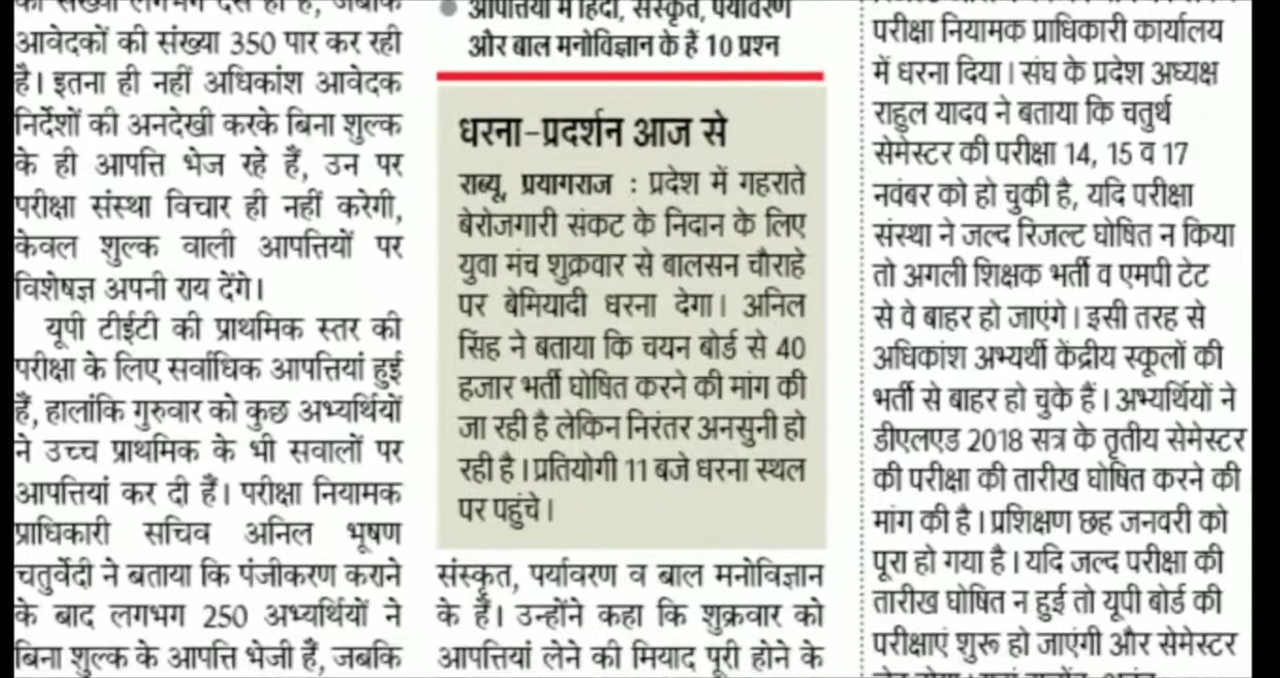 आवेदकों की संख्या 350 पार कर रही
है। इतना ही नहीं अधिकांश आवेदक
निर्देशों की अनदेखी करके बिना शुल्क
के ही आपत्ति भेज रहे हैं, उन पर
परीक्षा संस्था विचार ही नहीं करेगी,
केवल शुल्क वाली आपत्तियों पर
विशेषज्ञ अपनी राय देंगे।
यूपी टीईटी की प्राथमिक स्तर की
परीक्षा के लिए सर्वाधिक आपत्तियां हुई
हैं, हालांकि गुरुवार को कुछ अभ्यर्थियों
ने उच्च प्राथमिक के भी सवालों पर
आपत्तियां कर दी हैं। परीक्षा नियामक
प्राधिकारी सचिव अनिल भूषण
चतुर्वेदी ने बताया कि पंजीकरण कराने
के बाद लगभग 250 अभ्यर्थियों ने
बिना शुल्क के आपत्ति भेजी हैं, जबकि
आपत्तियों में हिंदी, संस्कृत, पर्यावरण
और बाल मनोविज्ञान के हैं 10 प्रश्न
धरना-प्रदर्शन आज से
राब्यू, प्रयागराज : प्रदेश में गहराते
बेरोजगारी संकट के निदान के लिए
युवा मंच शुक्रवार से बालसन चौराहे
पर बेमियादी धरना देगा। अनिल
सिंह ने बताया कि चयन बोर्ड से 40
हजार भर्ती घोषित करने की मांग की
जा रही है लेकिन निरंतर अनसुनी हो
रही है। प्रतियोगी 11 बजे धरना स्थल
पर पहुंचे।
संस्कृत, पर्यावरण व बाल मनोविज्ञान
के हैं। उन्होंने कहा कि शुक्रवार को
आपत्तियां लेने की मियाद पूरी होने के
परीक्षा नियामक प्राधिकारी कार्यालय
में धरना दिया। संघ के प्रदेश अध्यक्ष
राहुल यादव ने बताया कि चतुर्थ
सेमेस्टर की परीक्षा 14, 15 व 17
नवंबर को हो चुकी है, यदि परीक्षा
संस्था ने जल्द रिजल्ट घोषित न किया
तो अगली शिक्षक भर्ती व एमपी टेट
से वे बाहर हो जाएंगे। इसी तरह से
अधिकांश अभ्यर्थी केंद्रीय स्कूलों की
भर्ती से बाहर हो चुके हैं। अभ्यर्थियों ने
डीएलएड 2018 सत्र के तृतीय सेमेस्टर
की परीक्षा की तारीख घोषित करने की
मांग की है। प्रशिक्षण छह जनवरी को
पूरा हो गया है। यदि जल्द परीक्षा की
तारीख घोषित न हुई तो यूपी बोर्ड की
परीक्षाएं शुरू हो जाएंगी और सेमेस्टर